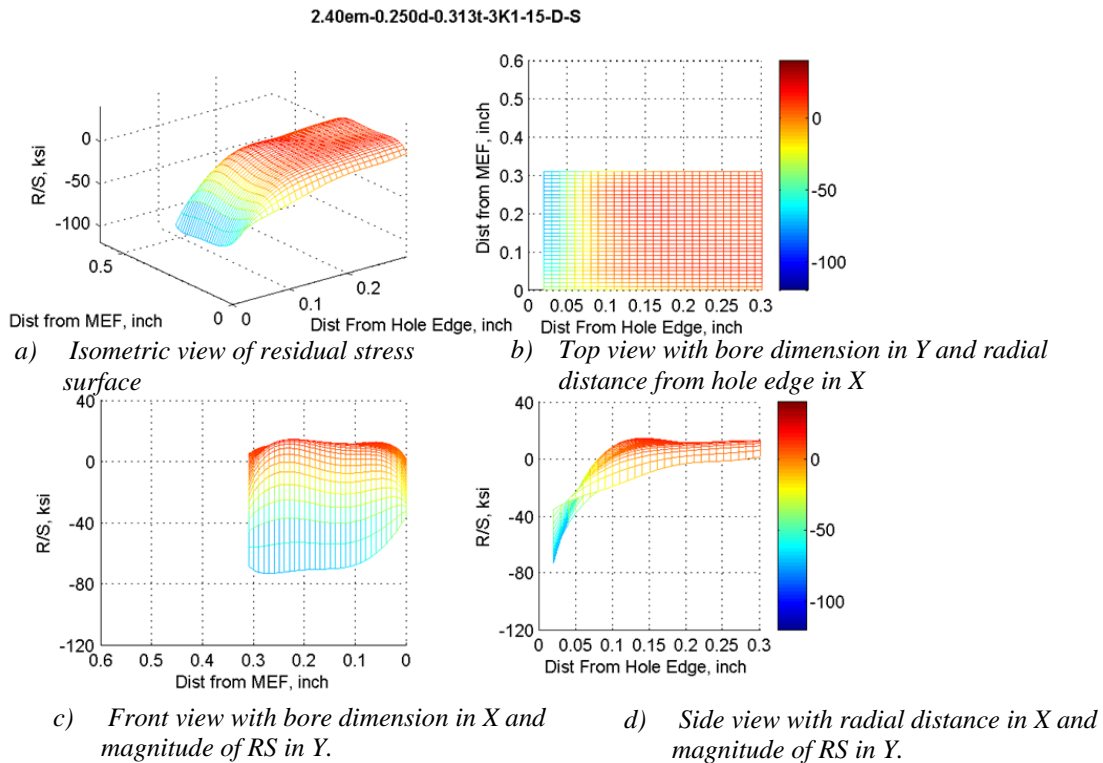 2.40em-0.250d-0.313t-3K1-15-D-S
0
-50
-100
R/S, ksi
0.5
0
0
0.1
0.2
Dist from MEF, inch
Dist From Hole Edge, inch
a) Isometric view of residual stress
surface
0.6
0.5
0.4
0.3
0.2
0.1
0
Dist from MEF, inch
0 0.05 0.1 0.15 0.2 0.25 0.3
Dist From Hole Edge, inch
0
-50
-100
b) Top view with bore dimension in Y and radial
distance from hole edge in X
40
0
-40
-80
-120
R/S, ksi
0.6 0.5 0.4 0.3 0.2 0.1 0
Dist from MEF, inch
c) Front view with bore dimension in X and
magnitude of RS in Y.
40
0
-40
-80
-120
R/S, ksi
0 0.05 0.1 0.15 0.2 0.25 0.3
Dist From Hole Edge, inch
0
-50
-100
d) Side view with radial distance in X and
magnitude of RS in Y.